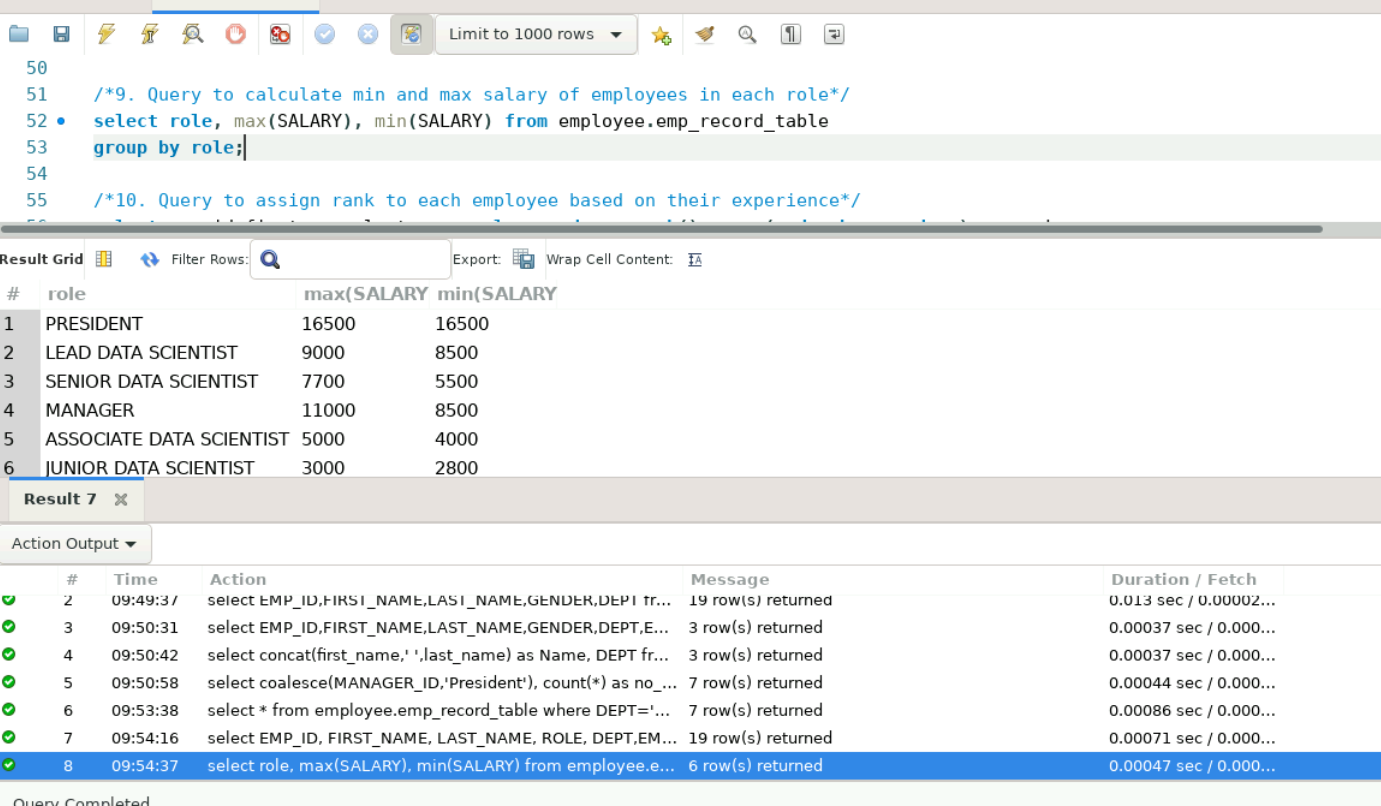 Limit to 1000 rows
50
51 /*9. Query to calculate min and max salary of employees in each role*/
52 select role, max(SALARY), min(SALARY) from employee.emp_record_table
53 group by role;
54
55 /*10. Query to assign rank to each employee based on their experience*/
Result Grid Filter Rows: Export: Wrap Cell Content:
# role max(SALARY min(SALARY
1 PRESIDENT 16500 16500
2 LEAD DATA SCIENTIST 9000 8500
3 SENIOR DATA SCIENTIST 7700 5500
4 MANAGER 11000 8500
5 ASSOCIATE DATA SCIENTIST 5000 4000
6 JUNIOR DATA SCIENTIST 3000 2800
Result 7
Action Output
# Time Action Message Duration / Fetch
2 09:49:37 select EMP_ID,FIRST_NAME,LAST_NAME,GENDER,DEPT fr... 19 row(s) returned 0.013 sec / 0.00002...
3 09:50:31 select EMP_ID,FIRST_NAME,LAST_NAME,GENDER,DEPT,E... 3 row(s) returned 0.00037 sec / 0.000...
4 09:50:42 select concat(first_name,' ',last_name) as Name, DEPT fr... 3 row(s) returned 0.00037 sec / 0.000...
5 09:50:58 select coalesce(MANAGER_ID,'President'), count(*) as no_... 7 row(s) returned 0.00044 sec / 0.000...
6 09:53:38 select * from employee.emp_record_table where DEPT='... 7 row(s) returned 0.00086 sec / 0.000...
7 09:54:16 select EMP_ID, FIRST_NAME, LAST_NAME, ROLE, DEPT,EM... 19 row(s) returned 0.00071 sec / 0.000...
8 09:54:37 select role, max(SALARY), min(SALARY) from employee.e... 6 row(s) returned 0.00047 sec / 0.000...
Query Completed